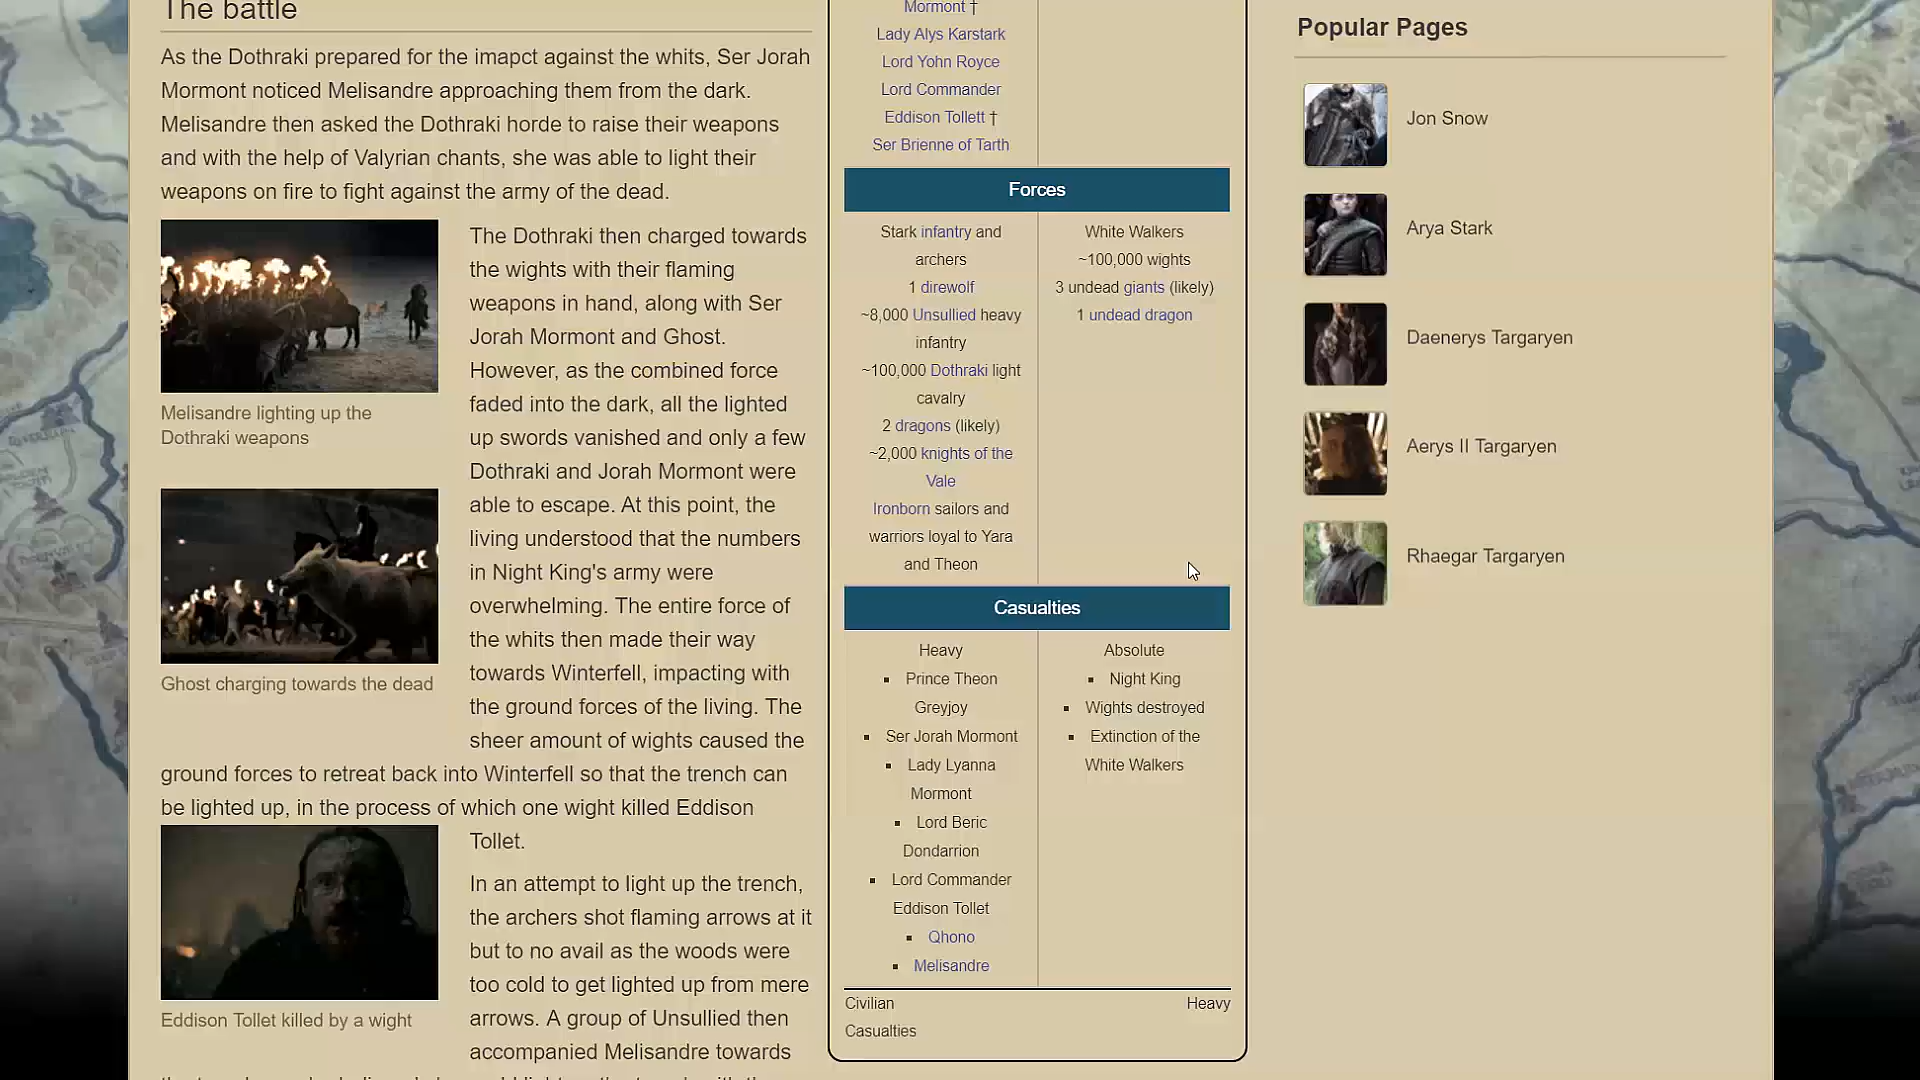 The battle
As the Dothraki prepared for the imapct against the whits, Ser Jorah
Mormont noticed Melisandre approaching them from the dark.
Melisandre then asked the Dothraki horde to raise their weapons
and with the help of Valyrian chants, she was able to light their
weapons on fire to fight against the army of the dead.
Melisandre lighting up the
Dothraki weapons
The Dothraki then charged towards
the wights with their flaming
weapons in hand, along with Ser
Jorah Mormont and Ghost.
However, as the combined force
faded into the dark, all the lighted
up swords vanished and only a few
Dothraki and Jorah Mormont were
able to escape. At this point, the
living understood that the numbers
in Night King's army were
overwhelming. The entire force of
the whits then made their way
towards Winterfell, impacting with
the ground forces of the living. The
sheer amount of wights caused the
Ghost charging towards the dead
ground forces to retreat back into Winterfell so that the trench can
be lighted up, in the process of which one wight killed Eddison
Tollet.
In an attempt to light up the trench,
the archers shot flaming arrows at it
but to no avail as the woods were
too cold to get lighted up from mere
arrows. A group of Unsullied then
accompanied Melisandre towards
Eddison Tollet killed by a wight
Mormont †
Lady Alys Karstark
Lord Yohn Royce
Lord Commander
Eddison Tollett †
Ser Brienne of Tarth
Forces
Stark infantry and
archers
1 direwolf
~8,000 Unsullied heavy
infantry
~100,000 Dothraki light
cavalry
2 dragons (likely)
~2,000 knights of the
Vale
Ironborn sailors and
warriors loyal to Yara
and Theon
White Walkers
~100,000 wights
3 undead giants (likely)
1 undead dragon
Casualties
Heavy
▪ Prince Theon
Greyjoy
▪ Ser Jorah Mormont
▪ Lady Lyanna
Mormont
▪ Lord Beric
Dondarrion
▪ Lord Commander
Eddison Tollet
▪ Qhono
▪ Melisandre
Absolute
▪ Night King
▪ Wights destroyed
▪ Extinction of the
White Walkers
Civilian
Casualties
Heavy
Popular Pages
Jon Snow
Arya Stark
Daenerys Targaryen
Aerys II Targaryen
Rhaegar Targaryen